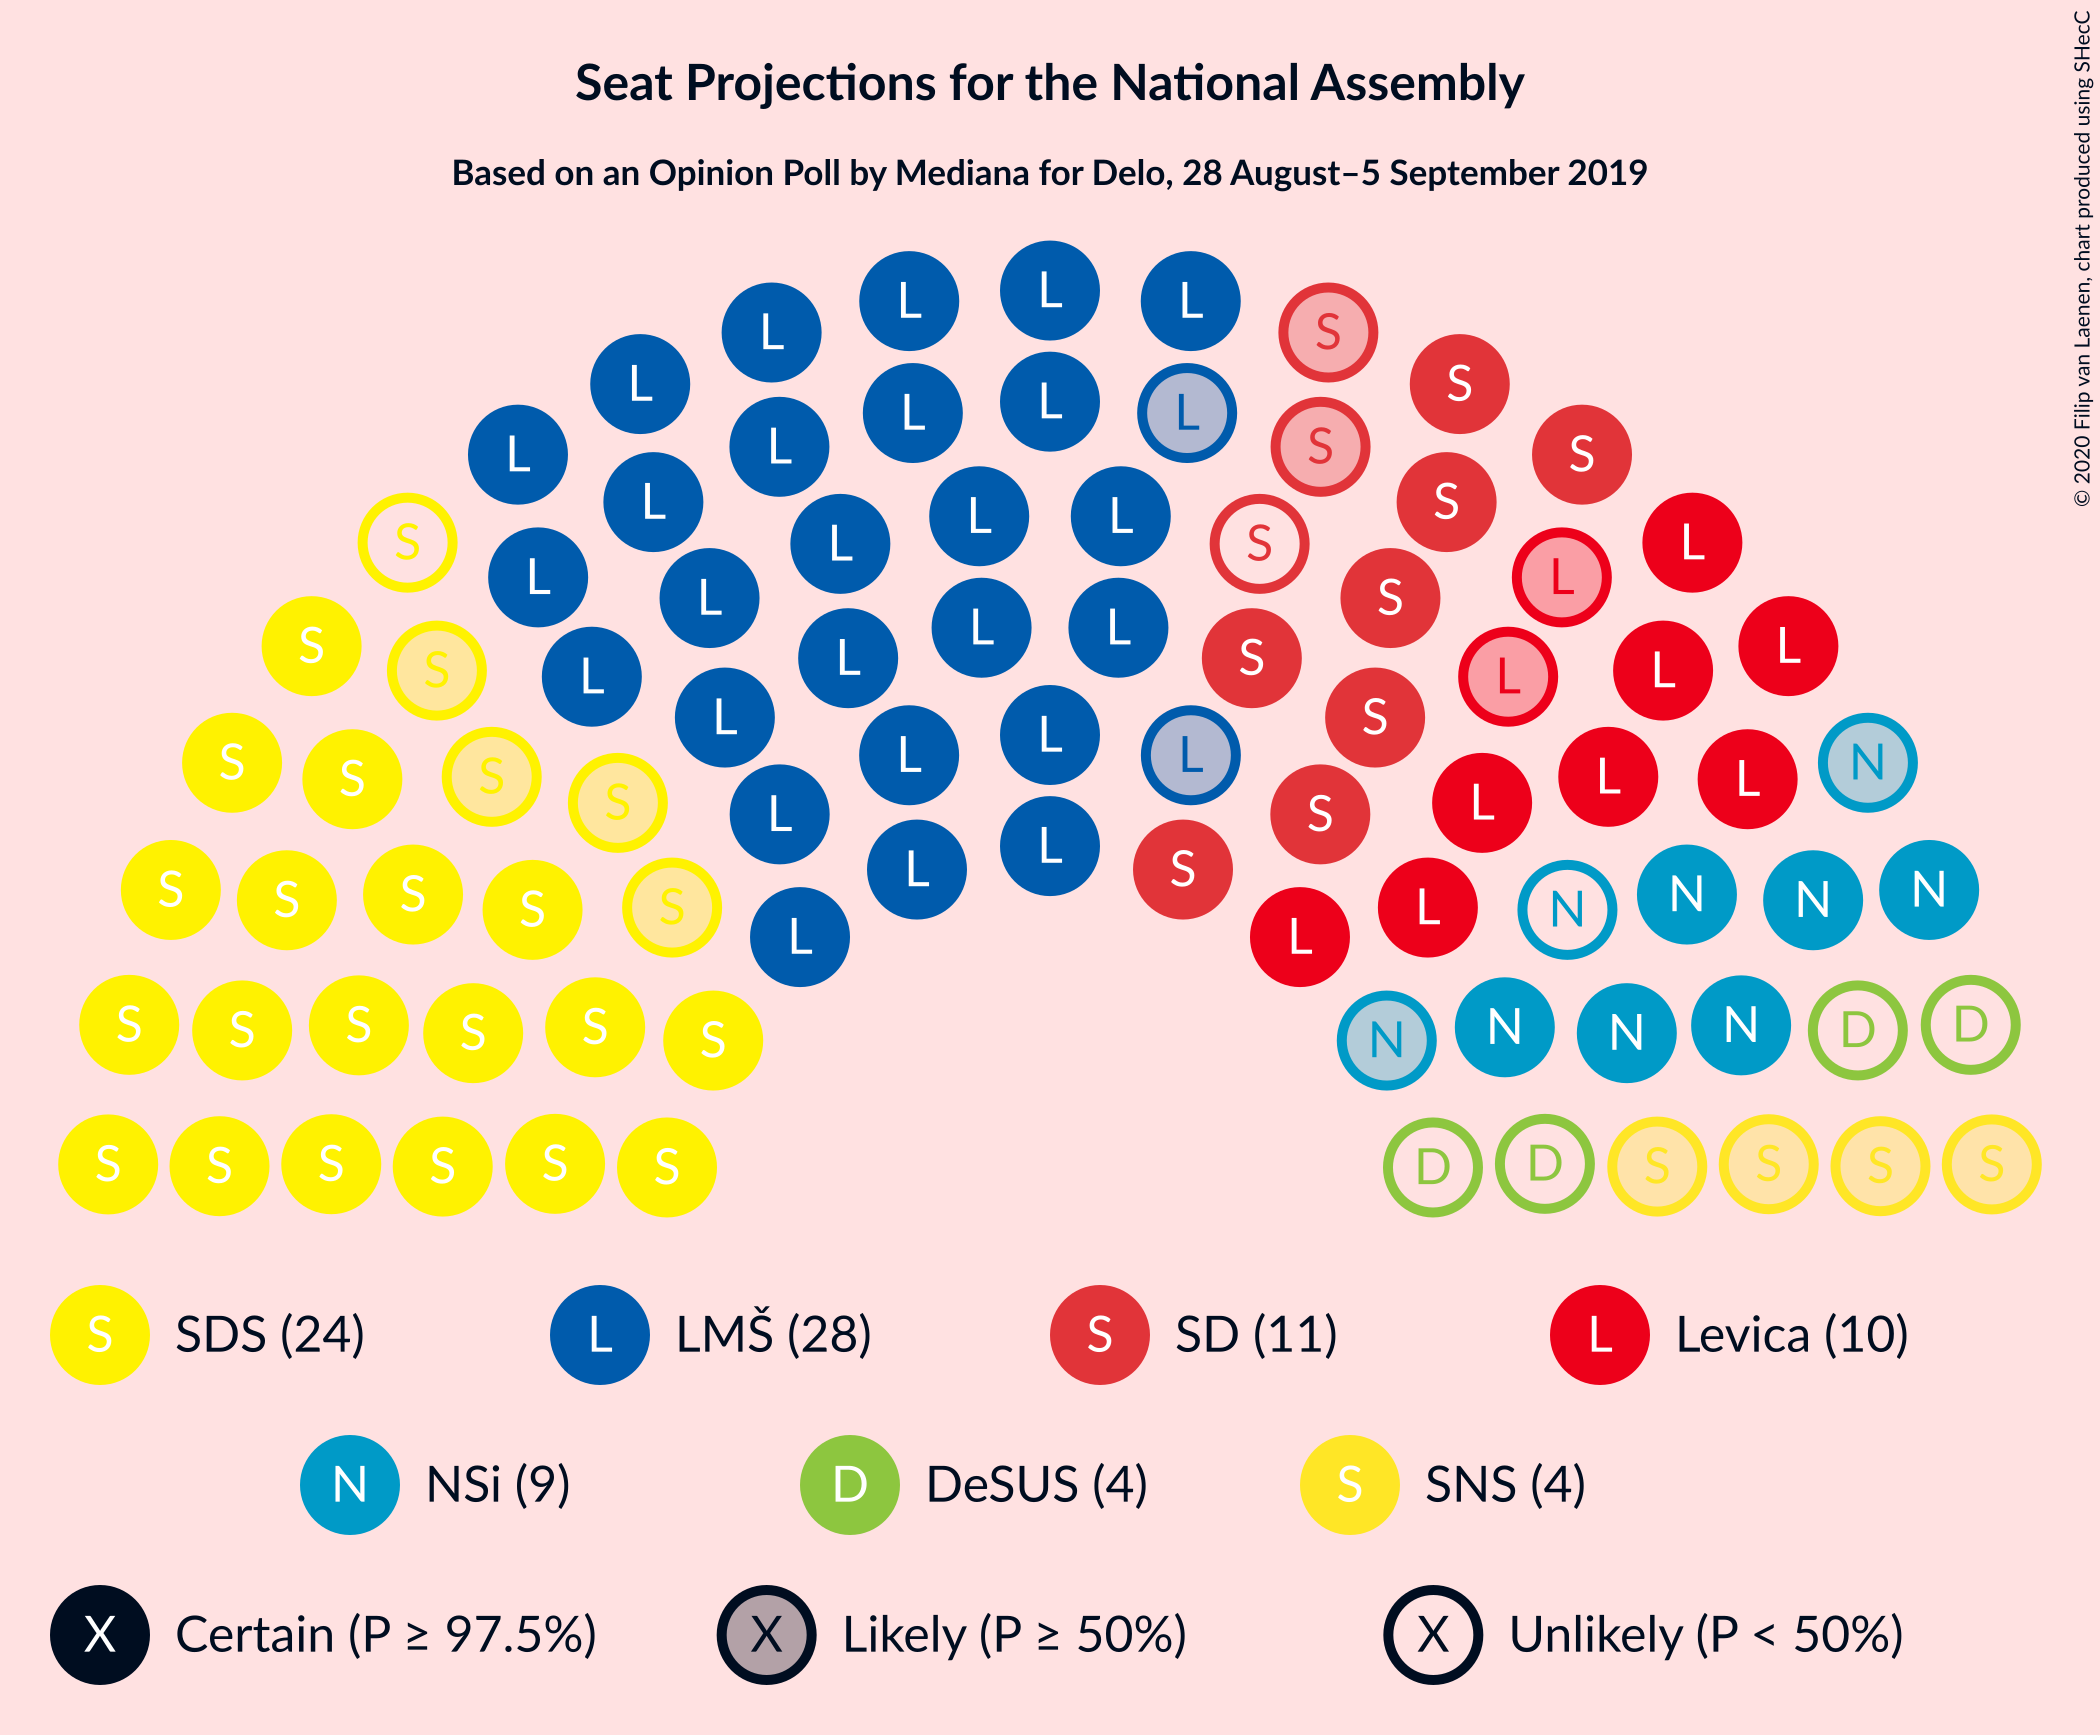 Seat Projections for the National Assembly
Based on an Opinion Poll by Mediana for Delo, 28 August–5 September 2019
© 2020 Filip van Laenen, chart produced using SHecC
L
L L
L S
L S
L L L S
L S
L L
L S
L S
L L
S S
S L
L L
L S
L L
L S
L L
S L
S L
L S
L L
S N
S L
S L
S L
L S
L L
S S
S N
S N
S N
S N
S L
L L
S D
S N
S D
S N
S N
S N
S N
S S S S S S D D S S S S
S SDS (24) L LMŠ (28) S SD (11) L Levica (10)
N NSi (9) D DeSUS (4) S SNS (4)
X Certain (P ≥ 97.5%) X Likely (P ≥ 50%) X Unlikely (P < 50%)